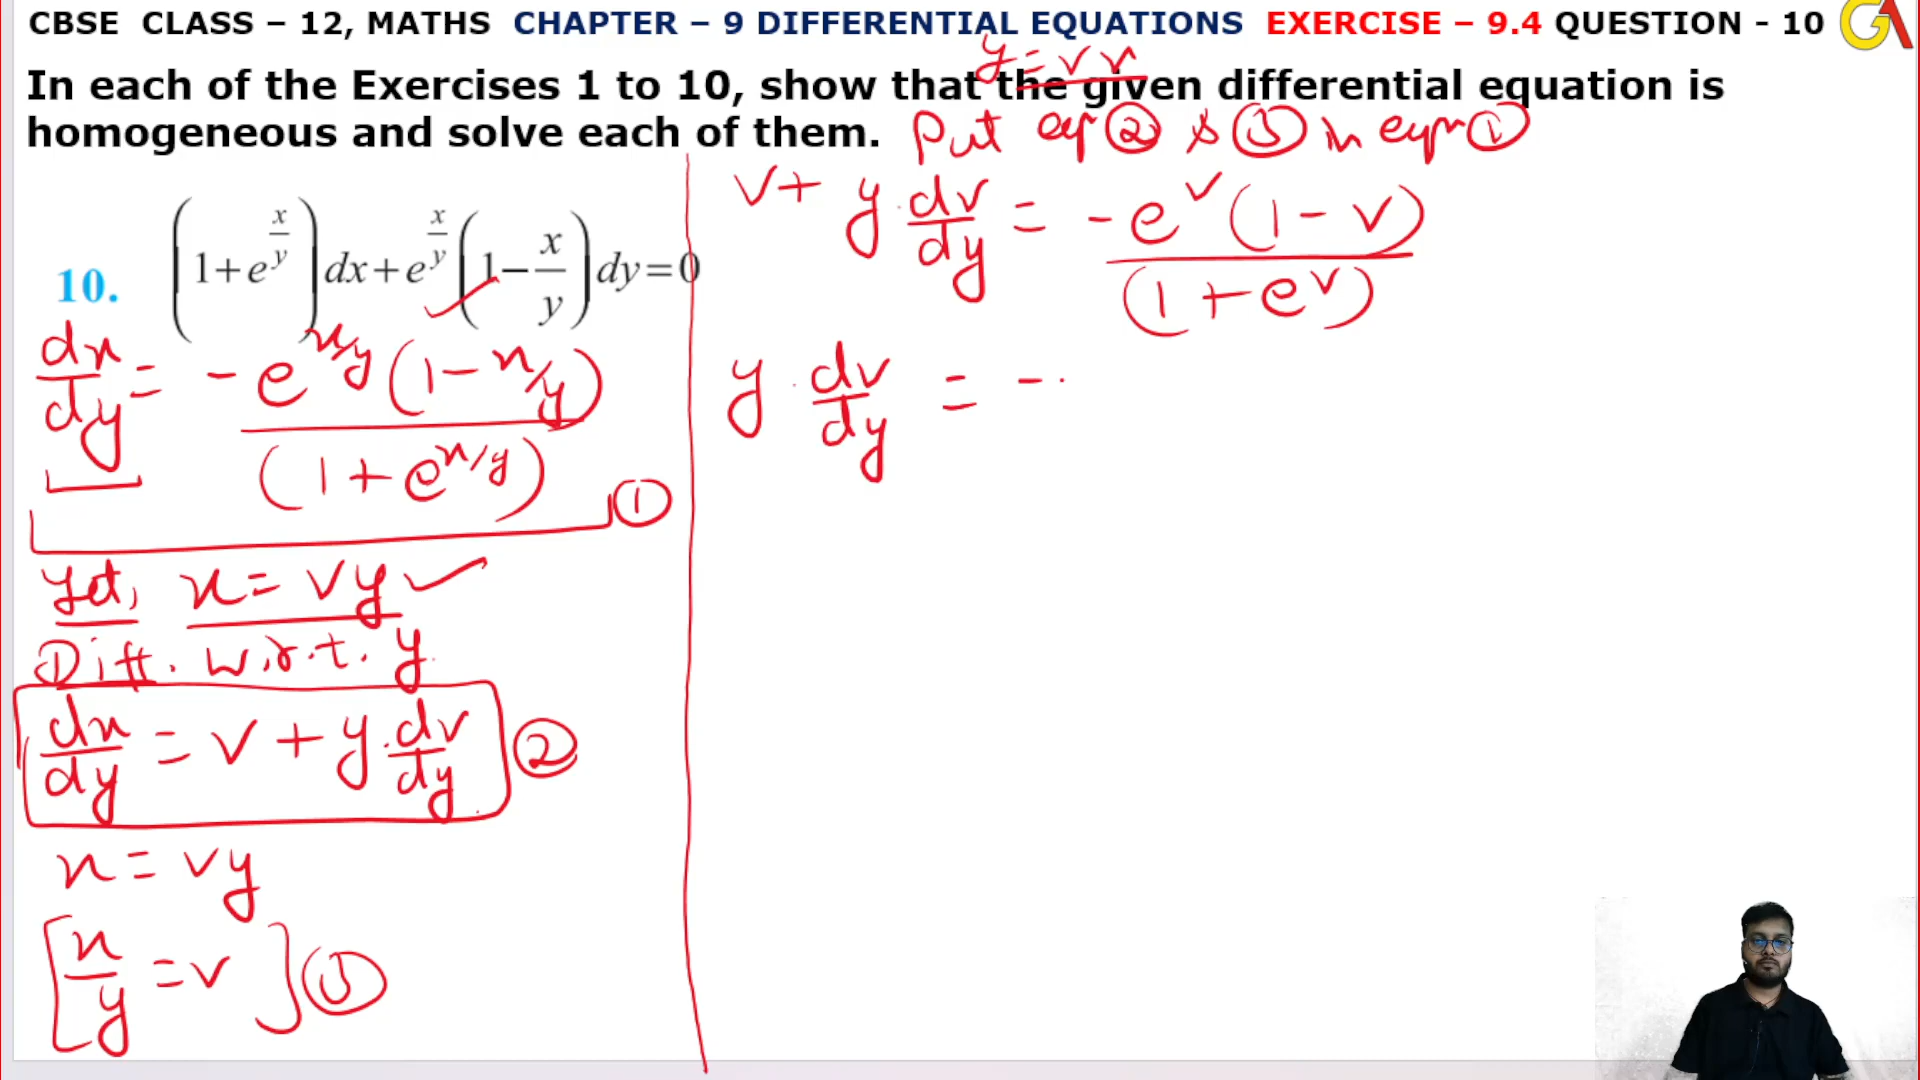 CBSE CLASS – 12, MATHS CHAPTER – 9 DIFFERENTIAL EQUATIONS EXERCISE – 9.4 QUESTION - 10
GA
In each of the Exercises 1 to 10, show that the given differential equation is
homogeneous and solve each of them.
10. (1+e^(x/y))dx+e^(x/y)(1−x/y)dy=0
dx/dy = -e^(x/y)(1-x/y)/(1+e^(x/y)) ①
Let, x = vy ✓
Diff. w.r.t. y
dx/dy = v + y.dv/dy ②
x = vy
[x/y = v] ③
y = vx
Put eqn ② & ③ in eqn ①
v + y.dv/dy = -e^v(1-v)/(1+e^v)
y.dv/dy = -